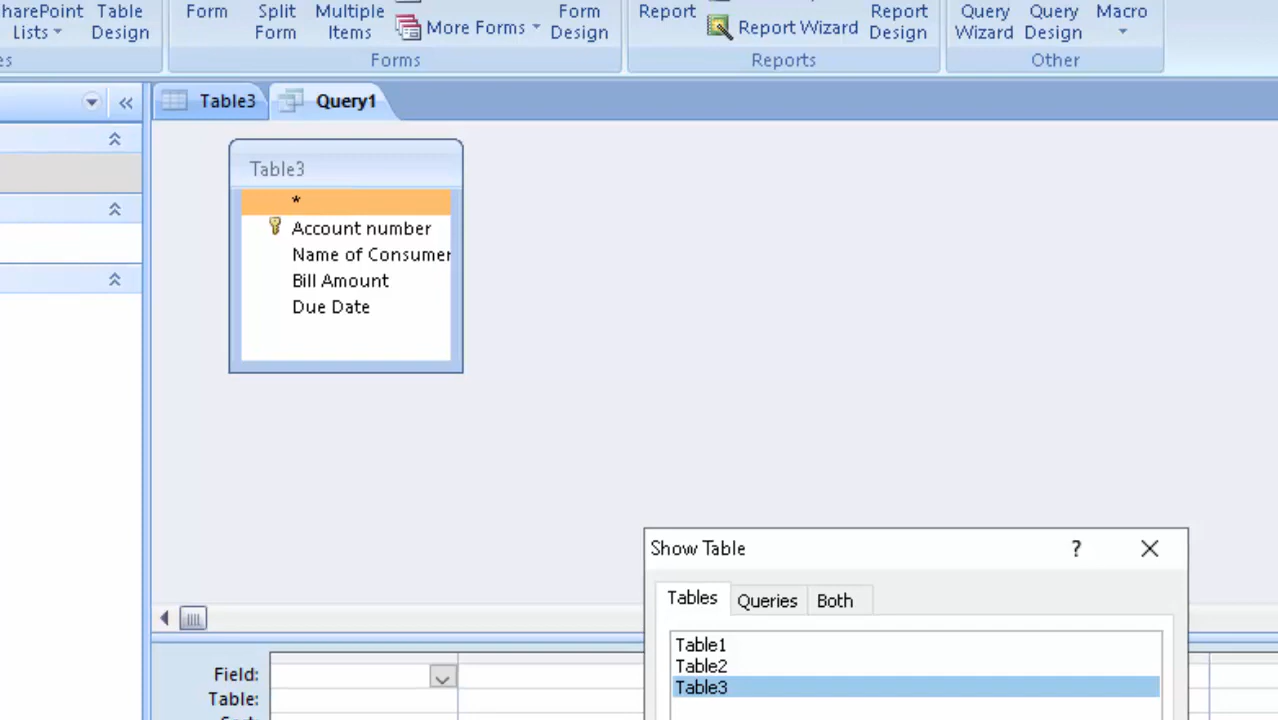 harePoint Lists
Table Design
Form
Split Form
Multiple Items
More Forms
Form Design
Forms
Report
Report Wizard
Report Design
Reports
Query Wizard
Query Design
Macro
Other
es
Table3
Query1
Table3
*
Account number
Name of Consumer
Bill Amount
Due Date
Show Table
?
Tables
Queries
Both
Table1
Table2
Table3
Field:
Table: